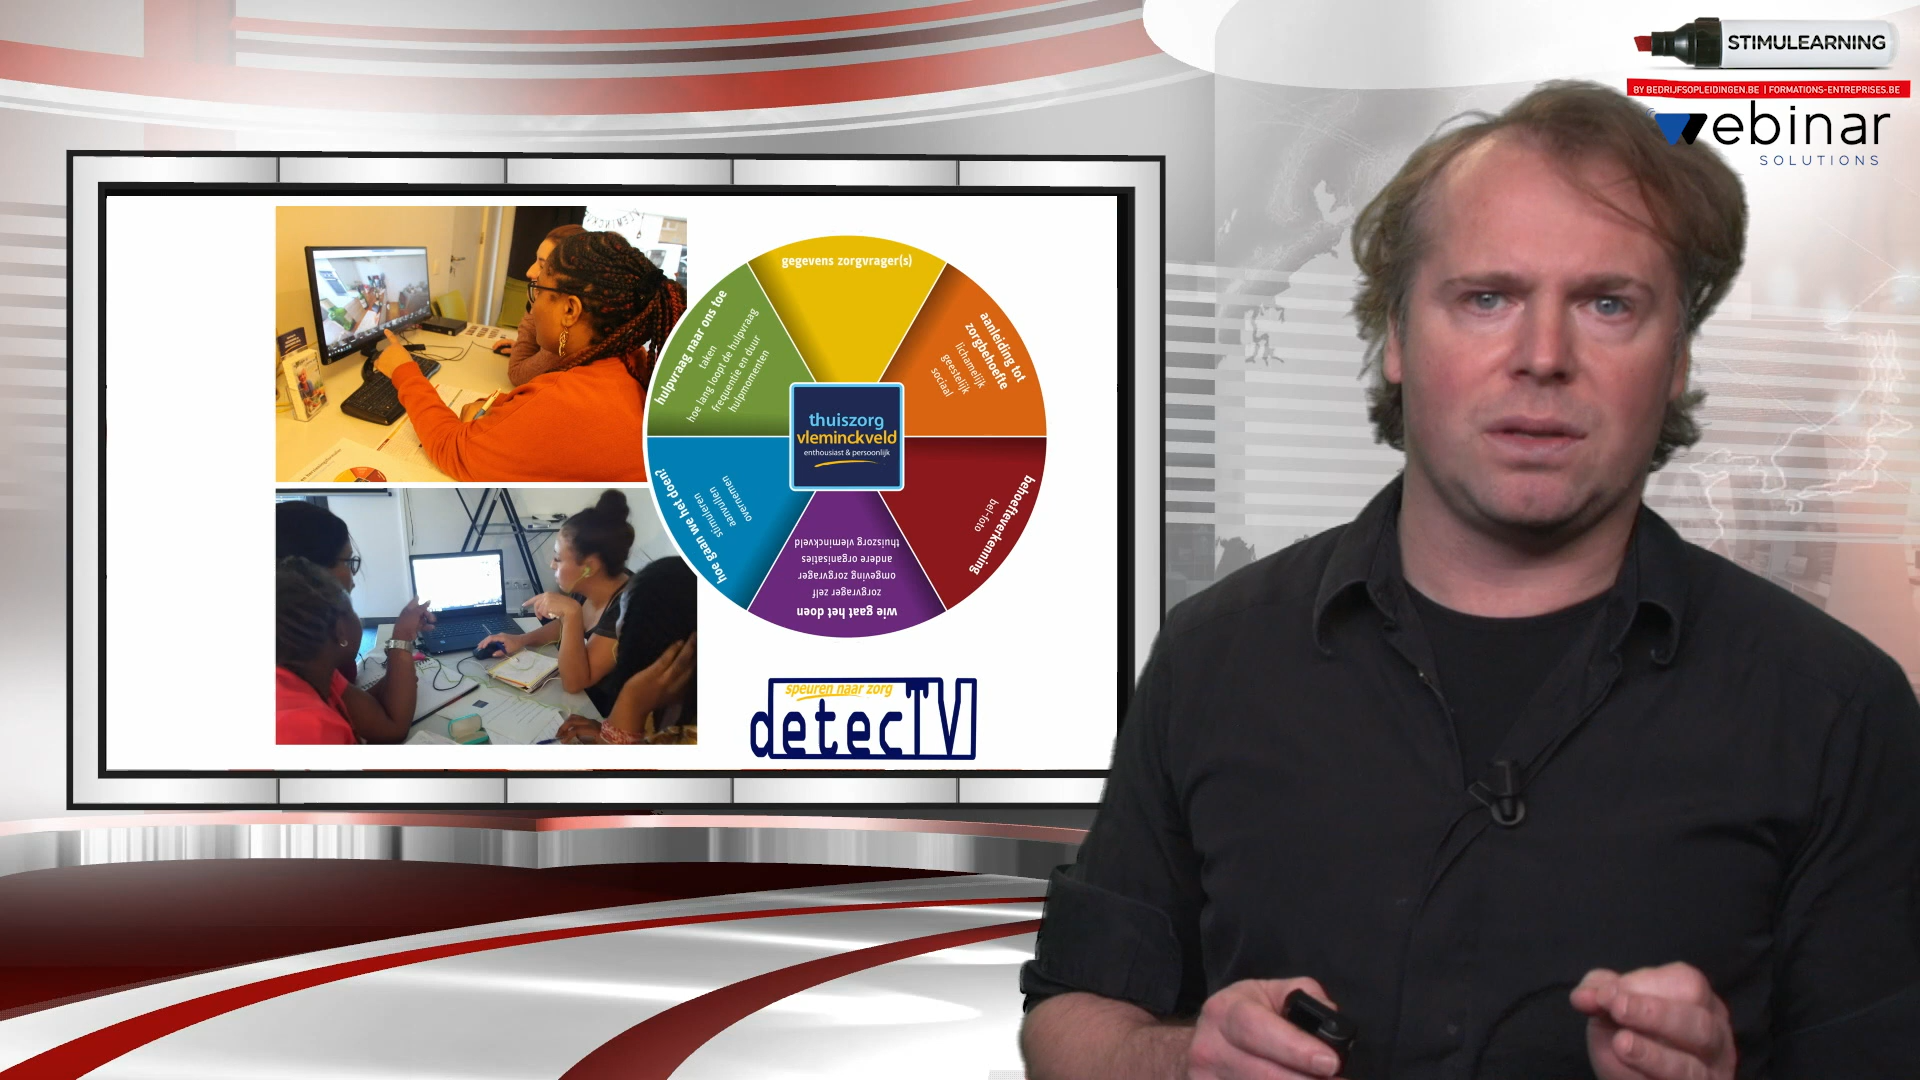 STIMULEARNING
BY BEDRIJFSOPLEIDINGEN.BE | FORMATIONS-ENTREPRISES.BE
Webinar
SOLUTIONS
gegevens zorgvrager(s)
aanleiding tot
zorgbehoefte
lichamelijk
geestelijk
sociaal
behoefteverkenning
bel-foto
wie gaat het doen
zorgvrager zelf
omgeving zorgvrager
andere organisaties
thuiszorg vleminckveld
hoe gaan we het doen?
stimuleren
aanvullen
overnemen
hulpvraag naar ons toe
taken
hoe lang loopt de hulpvraag
frequentie en duur
hulpmomenten
thuiszorg
vleminckveld
enthousiast & persoonlijk
speuren naar zorg
detecTV